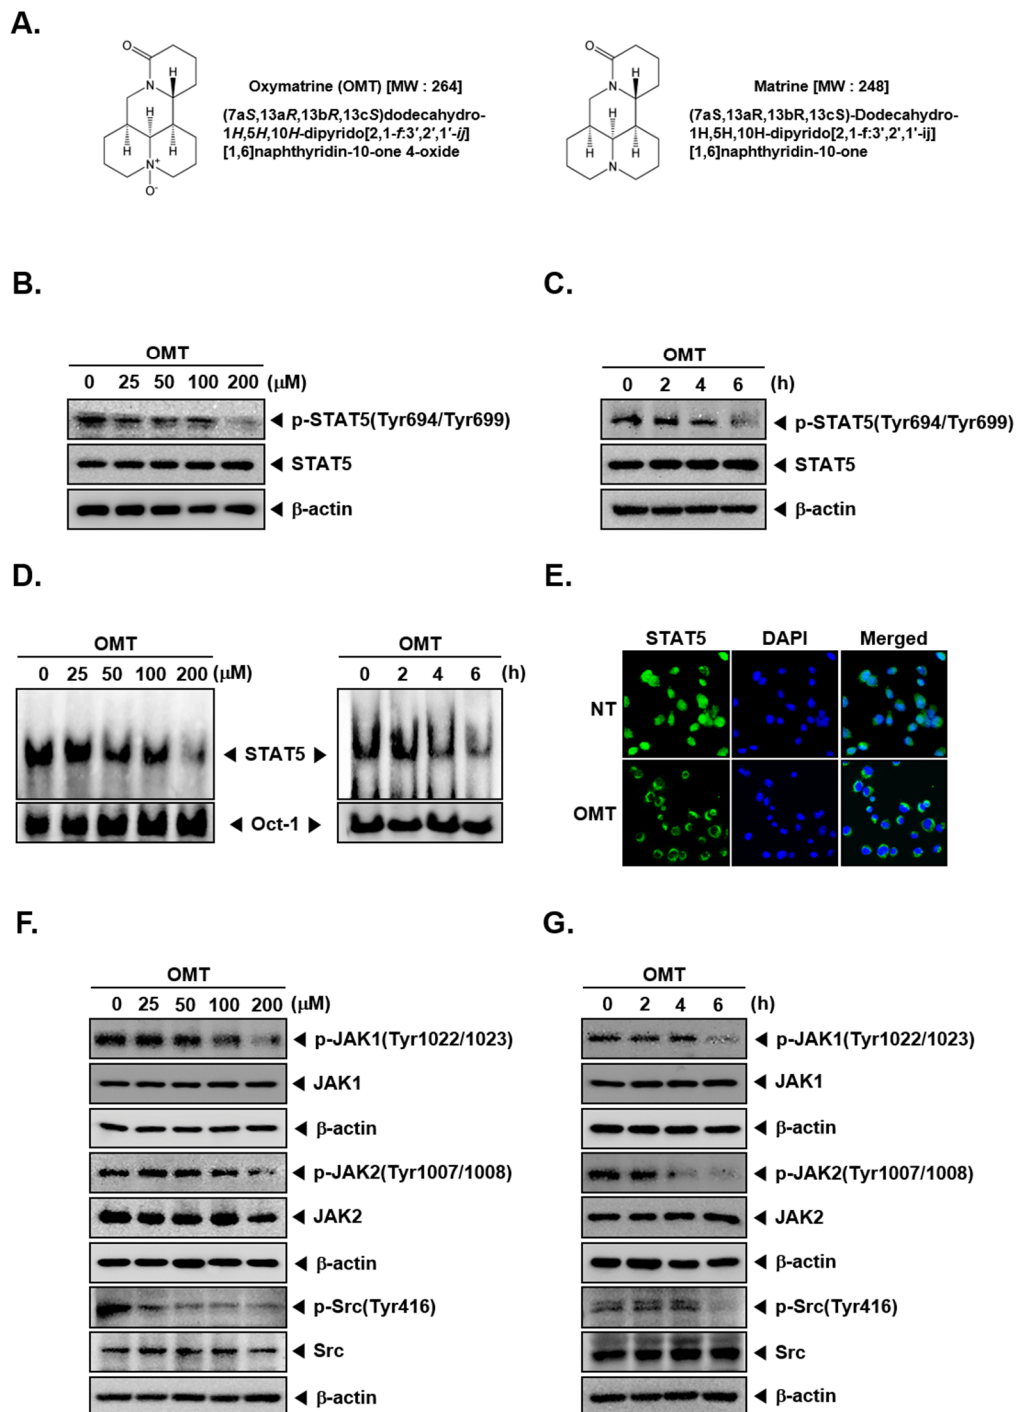 A.
O
N
H
H
H
H
N+
O-
Oxymatrine (OMT) [MW : 264]
(7aS,13aR,13bR,13cS)dodecahydro-
1H,5H,10H-dipyrido[2,1-f:3′,2′,1′-ij]
[1,6]naphthyridin-10-one 4-oxide
O
N
H
H
H
H
N
Matrine [MW : 248]
(7aS,13aR,13bR,13cS)-Dodecahydro-
1H,5H,10H-dipyrido[2,1-f:3',2',1'-ij]
[1,6]naphthyridin-10-one
B.
OMT
0 25 50 100 200 (μM)
◄ p-STAT5(Tyr694/Tyr699)
◄ STAT5
◄ β-actin
C.
OMT
0 2 4 6 (h)
◄ p-STAT5(Tyr694/Tyr699)
◄ STAT5
◄ β-actin
D.
OMT
0 25 50 100 200 (μM)
OMT
0 2 4 6 (h)
◄ STAT5 ►
◄ Oct-1 ►
E.
STAT5 DAPI Merged
NT
OMT
F.
OMT
0 25 50 100 200 (μM)
◄ p-JAK1(Tyr1022/1023)
◄ JAK1
◄ β-actin
◄ p-JAK2(Tyr1007/1008)
◄ JAK2
◄ β-actin
◄ p-Src(Tyr416)
◄ Src
◄ β-actin
G.
OMT
0 2 4 6 (h)
◄ p-JAK1(Tyr1022/1023)
◄ JAK1
◄ β-actin
◄ p-JAK2(Tyr1007/1008)
◄ JAK2
◄ β-actin
◄ p-Src(Tyr416)
◄ Src
◄ β-actin